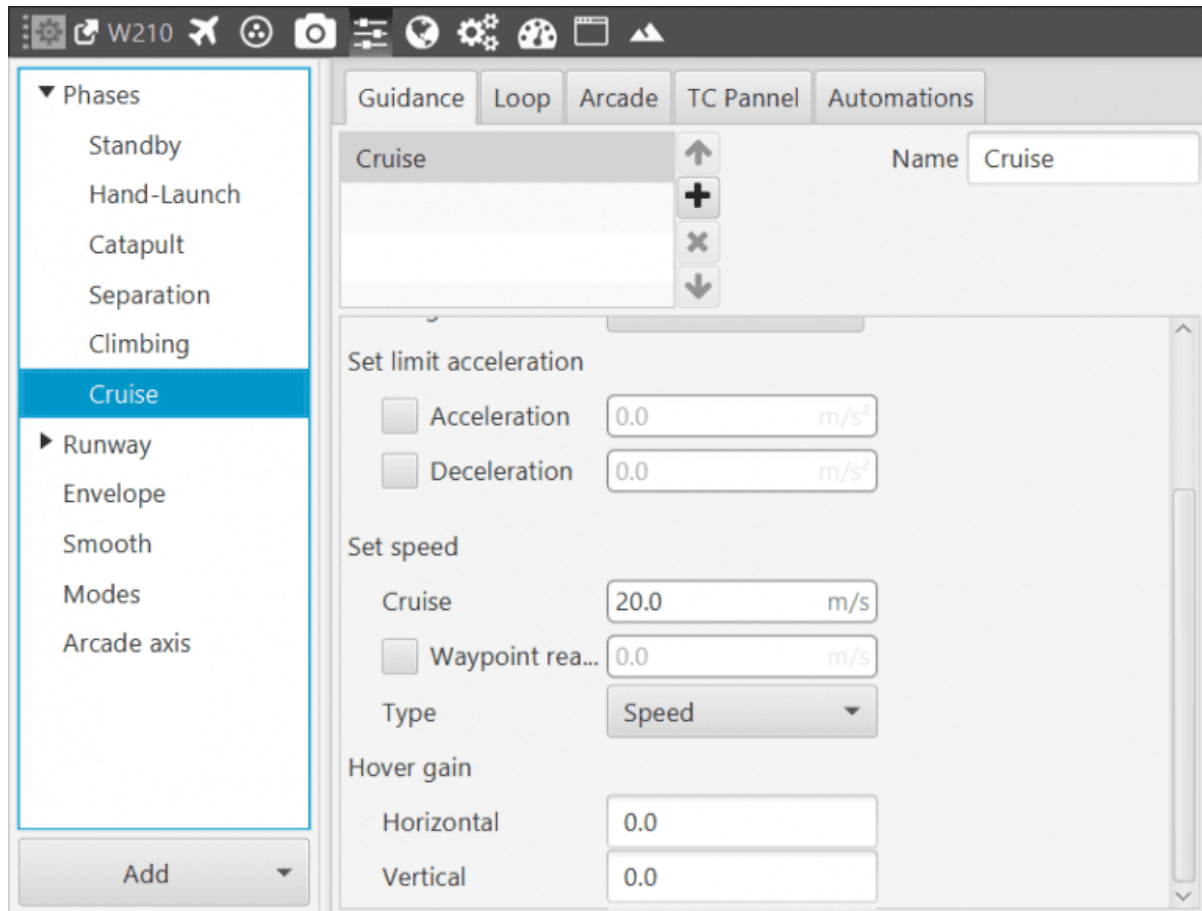 W210
Phases
Standby
Hand-Launch
Catapult
Separation
Climbing
Cruise
Runway
Envelope
Smooth
Modes
Arcade axis
Add
Guidance Loop Arcade TC Pannel Automations
Cruise
Name Cruise
Set limit acceleration
Acceleration 0.0 m/s²
Deceleration 0.0 m/s²
Set speed
Cruise 20.0 m/s
Waypoint rea... 0.0 m/s
Type Speed
Hover gain
Horizontal 0.0
Vertical 0.0